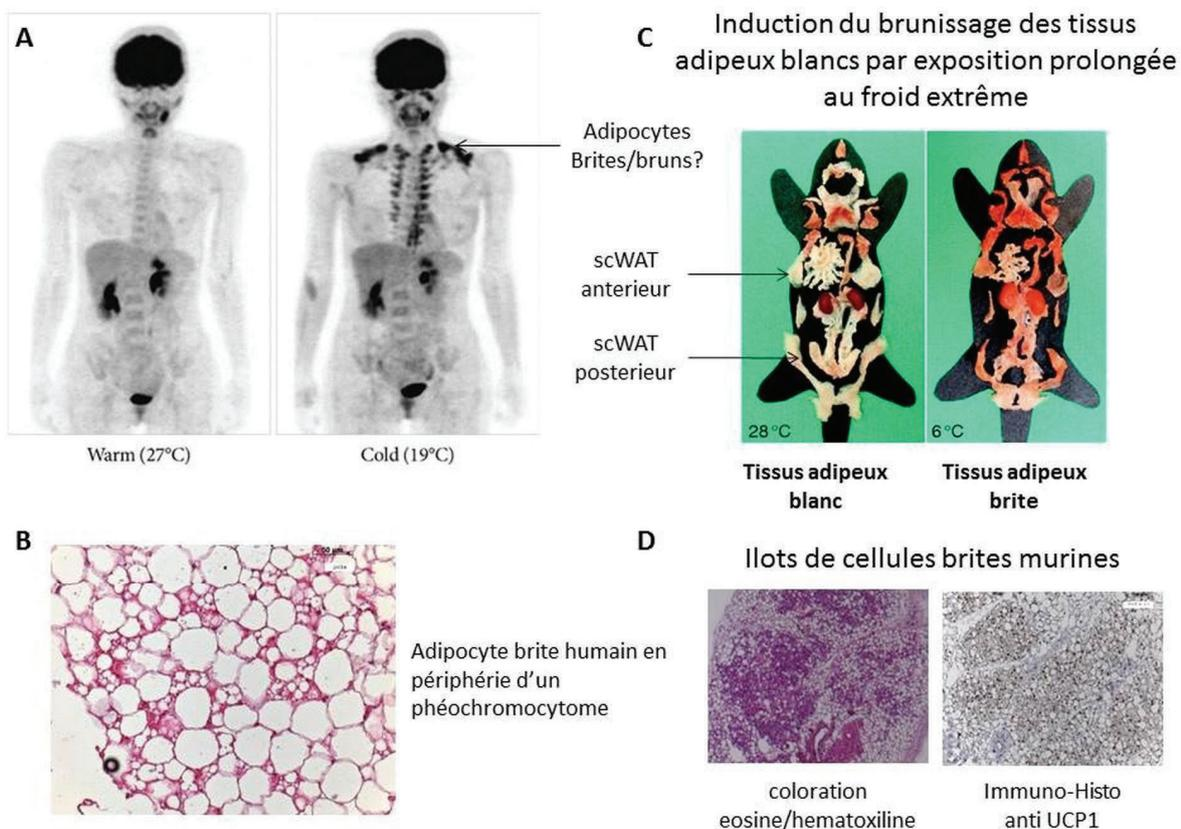 A
Warm (27°C)
Cold (19°C)
Adipocytes
Brites/bruns?
C
Induction du brunissage des tissus
adipeux blancs par exposition prolongée
au froid extrême
scWAT
anterieur
scWAT
posterieur
28 °C
6 °C
Tissus adipeux
blanc
Tissus adipeux
brite
B
Adipocyte brite humain en
périphérie d'un
phéochromocytome
D
Ilots de cellules brites murines
coloration
eosine/hematoxiline
Immuno-Histo
anti UCP1